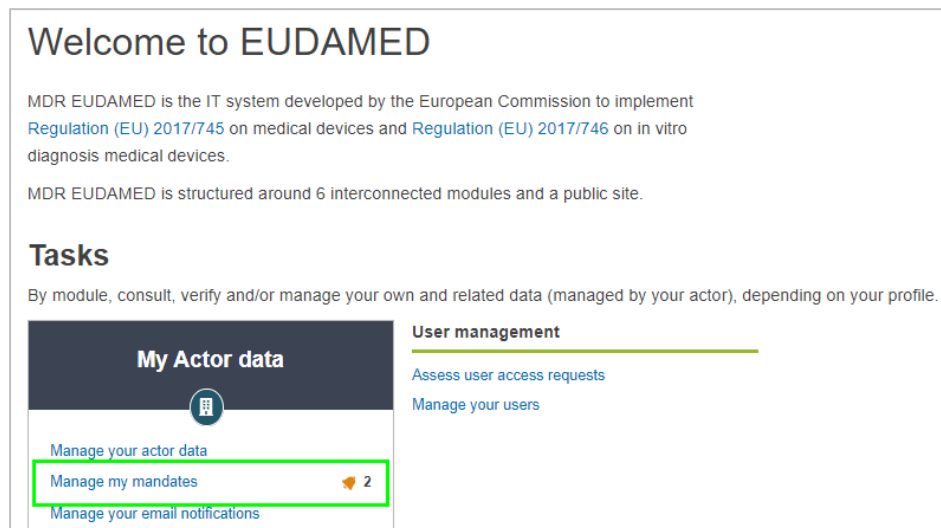 Welcome to EUDAMED
MDR EUDAMED is the IT system developed by the European Commission to implement
Regulation (EU) 2017/745 on medical devices and Regulation (EU) 2017/746 on in vitro
diagnosis medical devices.
MDR EUDAMED is structured around 6 interconnected modules and a public site.
Tasks
By module, consult, verify and/or manage your own and related data (managed by your actor), depending on your profile.
My Actor data
Manage your actor data
Manage my mandates 2
Manage your email notifications
User management
Assess user access requests
Manage your users